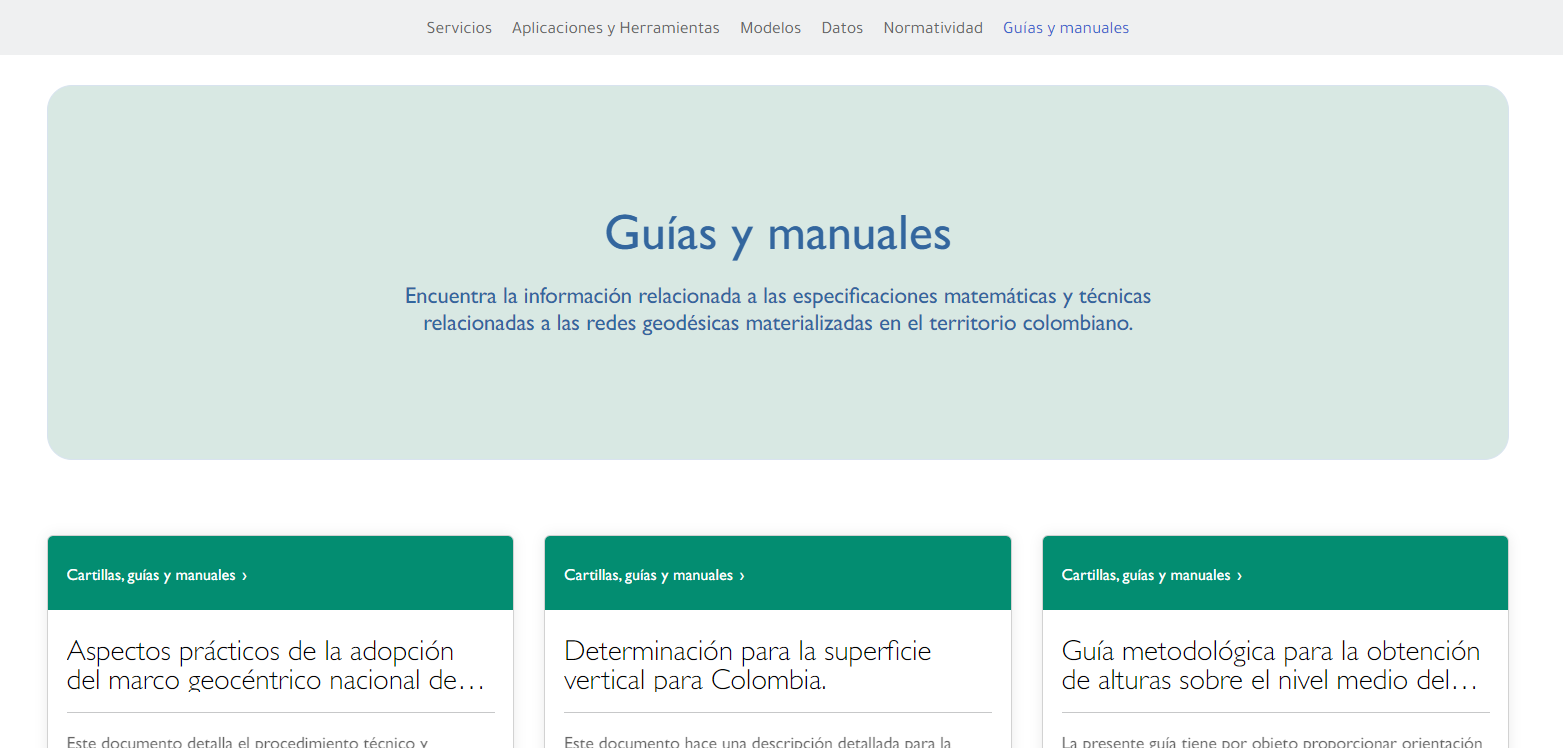 Servicios Aplicaciones y Herramientas Modelos Datos Normatividad Guías y manuales
Guías y manuales
Encuentra la información relacionada a las especificaciones matemáticas y técnicas
relacionadas a las redes geodésicas materializadas en el territorio colombiano.
Cartillas, guías y manuales ›
Aspectos prácticos de la adopción
del marco geocéntrico nacional de…
Este documento detalla el procedimiento técnico y
Cartillas, guías y manuales ›
Determinación para la superficie
vertical para Colombia.
Este documento hace una descripción detallada para la
Cartillas, guías y manuales ›
Guía metodológica para la obtención
de alturas sobre el nivel medio del…
La presente guía tiene por objeto proporcionar orientación